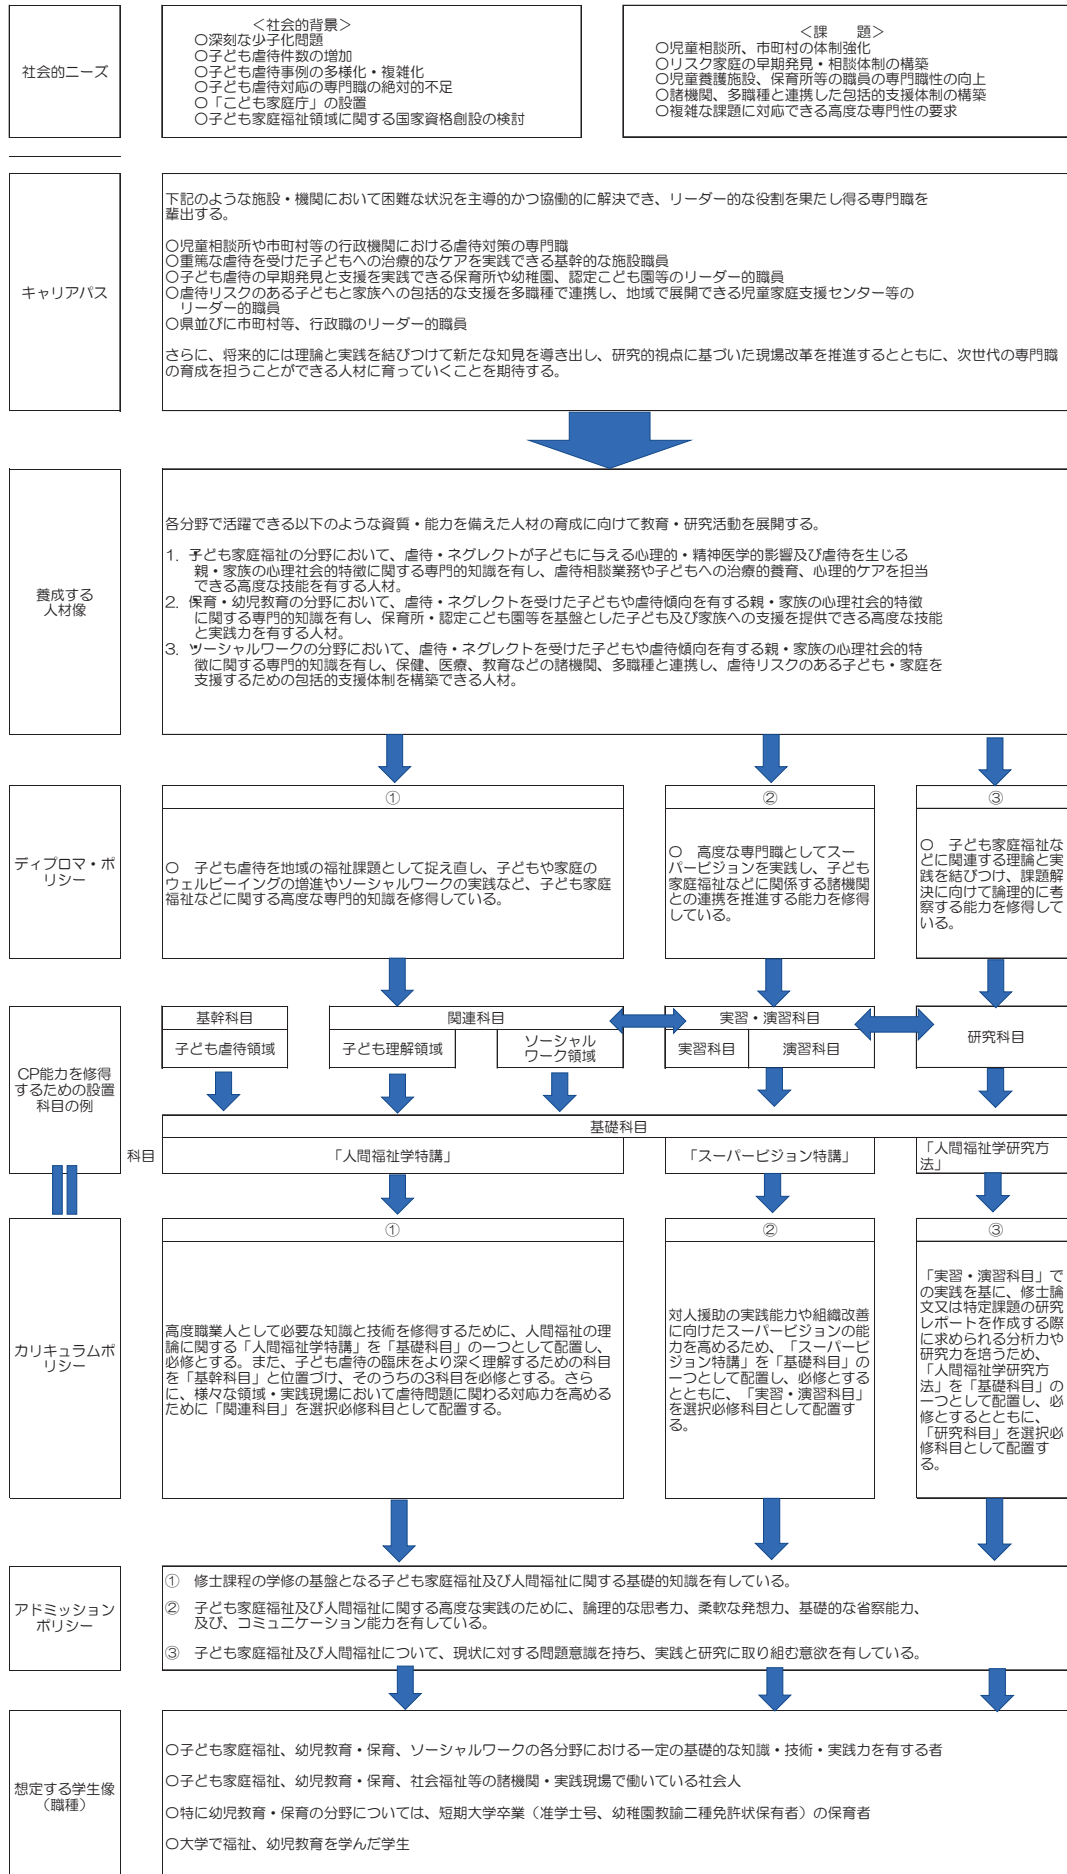 社会的ニーズ
＜社会的背景＞
○深刻な少子化問題
○子ども虐待件数の増加
○子ども虐待事例の多様化・複雑化
○子ども虐待対応の専門職の絶対的不足
○「こども家庭庁」の設置
○子ども家庭福祉領域に関する国家資格創設の検討
＜課　　題＞
○児童相談所、市町村の体制強化
○リスク家庭の早期発見・相談体制の構築
○児童養護施設、保育所等の職員の専門職性の向上
○諸機関、多職種と連携した包括的支援体制の構築
○複雑な課題に対応できる高度な専門性の要求
キャリアパス
下記のような施設・機関において困難な状況を主導的かつ協働的に解決でき、リーダー的な役割を果たし得る専門職を
輩出する。
○児童相談所や市町村等の行政機関における虐待対策の専門職
○重篤な虐待を受けた子どもへの治療的なケアを実践できる基幹的な施設職員
○子ども虐待の早期発見と支援を実践できる保育所や幼稚園、認定こども園等のリーダー的職員
○虐待リスクのある子どもと家族への包括的な支援を多職種で連携し、地域で展開できる児童家庭支援センター等の
リーダー的職員
○県並びに市町村等、行政職のリーダー的職員
さらに、将来的には理論と実践を結びつけて新たな知見を導き出し、研究的視点に基づいた現場改革を推進するとともに、次世代の専門職
の育成を担うことができる人材に育っていくことを期待する。
養成する
人材像
各分野で活躍できる以下のような資質・能力を備えた人材の育成に向けて教育・研究活動を展開する。
1. 子ども家庭福祉の分野において、虐待・ネグレクトが子どもに与える心理的・精神医学的影響及び虐待を生じる
親・家族の心理社会的特徴に関する専門的知識を有し、虐待相談業務や子どもへの治療的養育、心理的ケアを担当
できる高度な技能を有する人材。
2. 保育・幼児教育の分野において、虐待・ネグレクトを受けた子どもや虐待傾向を有する親・家族の心理社会的特徴
に関する専門的知識を有し、保育所・認定こども園等を基盤とした子ども及び家族への支援を提供できる高度な技能
と実践力を有する人材。
3. ソーシャルワークの分野において、虐待・ネグレクトを受けた子どもや虐待傾向を有する親・家族の心理社会的特
徴に関する専門的知識を有し、保健、医療、教育などの諸機関、多職種と連携し、虐待リスクのある子ども・家庭を
支援するための包括的支援体制を構築できる人材。
ディプロマ・ポ
リシー
①
○　子ども虐待を地域の福祉課題として捉え直し、子どもや家庭の
ウェルビーイングの増進やソーシャルワークの実践など、子ども家庭
福祉などに関する高度な専門的知識を修得している。
②
○　高度な専門職としてスー
パービジョンを実践し、子ども
家庭福祉などに関係する諸機関
との連携を推進する能力を修得
している。
③
○　子ども家庭福祉な
どに関連する理論と実
践を結びつけ、課題解
決に向けて論理的に考
察する能力を修得して
いる。
CP能力を修得
するための設置
科目の例
基幹科目
子ども虐待領域
関連科目
子ども理解領域
ソーシャル
ワーク領域
実習・演習科目
実習科目
演習科目
研究科目
基礎科目
科目
「人間福祉学特講」
「スーパービジョン特講」
「人間福祉学研究方
法」
カリキュラムポ
リシー
①
高度職業人として必要な知識と技術を修得するために、人間福祉の理
論に関する「人間福祉学特講」を「基礎科目」の一つとして配置し、
必修とする。また、子ども虐待の臨床をより深く理解するための科目
を「基幹科目」と位置づけ、そのうちの3科目を必修とする。さら
に、様々な領域・実践現場において虐待問題に関わる対応力を高める
ために「関連科目」を選択必修科目として配置する。
②
対人援助の実践能力や組織改善
に向けたスーパービジョンの能
力を高めるため、「スーパービ
ジョン特講」を「基礎科目」の
一つとして配置し、必修とする
とともに、「実習・演習科目」
を選択必修科目として配置す
る。
③
「実習・演習科目」で
の実践を基に、修士論
文又は特定課題の研究
レポートを作成する際
に求められる分析力や
研究力を培うため、
「人間福祉学研究方
法」を「基礎科目」の
一つとして配置し、必
修とするとともに、
「研究科目」を選択必
修科目として配置す
る。
アドミッション
ポリシー
①　修士課程の学修の基盤となる子ども家庭福祉及び人間福祉に関する基礎的知識を有している。
②　子ども家庭福祉及び人間福祉に関する高度な実践のために、論理的な思考力、柔軟な発想力、基礎的な省察能力、
及び、コミュニケーション能力を有している。
③　子ども家庭福祉及び人間福祉について、現状に対する問題意識を持ち、実践と研究に取り組む意欲を有している。
想定する学生像
（職種）
○子ども家庭福祉、幼児教育・保育、ソーシャルワークの各分野における一定の基礎的な知識・技術・実践力を有する者
○子ども家庭福祉、幼児教育・保育、社会福祉等の諸機関・実践現場で働いている社会人
○特に幼児教育・保育の分野については、短期大学卒業（准学士号、幼稚園教諭二種免許状保有者）の保育者
○大学で福祉、幼児教育を学んだ学生